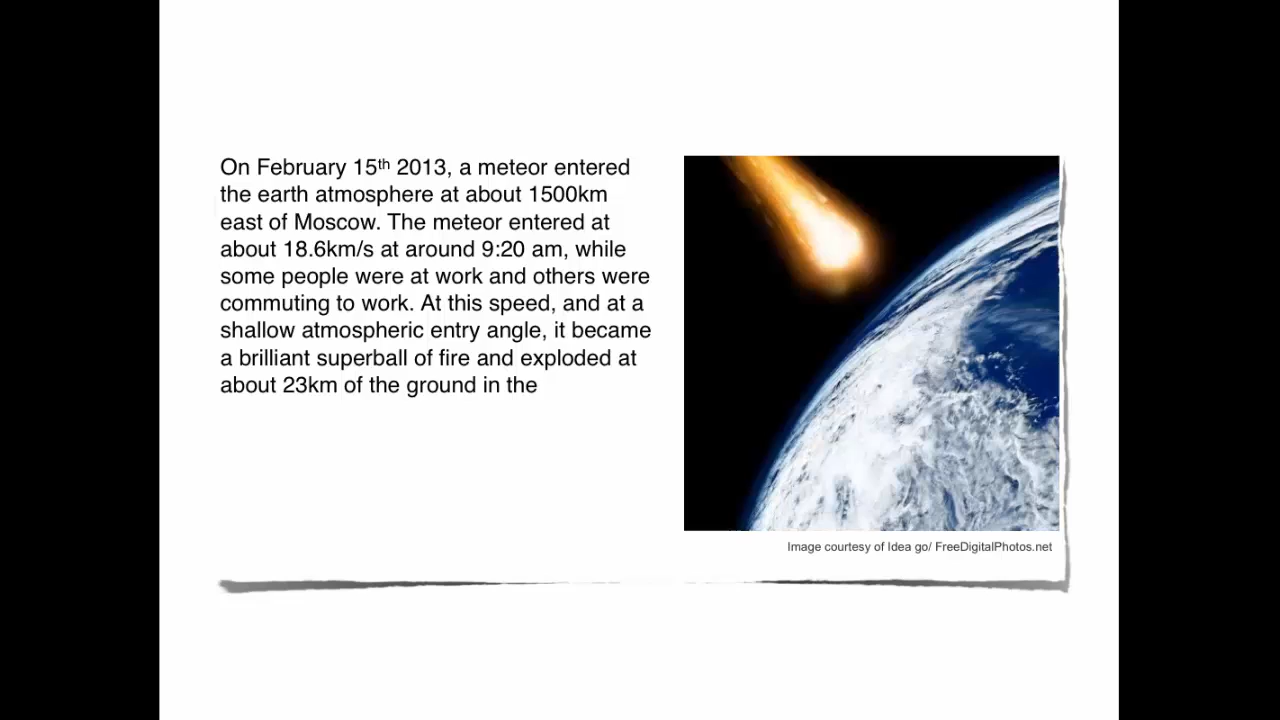 On February 15th 2013, a meteor entered
the earth atmosphere at about 1500km
east of Moscow. The meteor entered at
about 18.6km/s at around 9:20 am, while
some people were at work and others were
commuting to work. At this speed, and at a
shallow atmospheric entry angle, it became
a brilliant superball of fire and exploded at
about 23km of the ground in the
Image courtesy of Idea go/ FreeDigitalPhotos.net